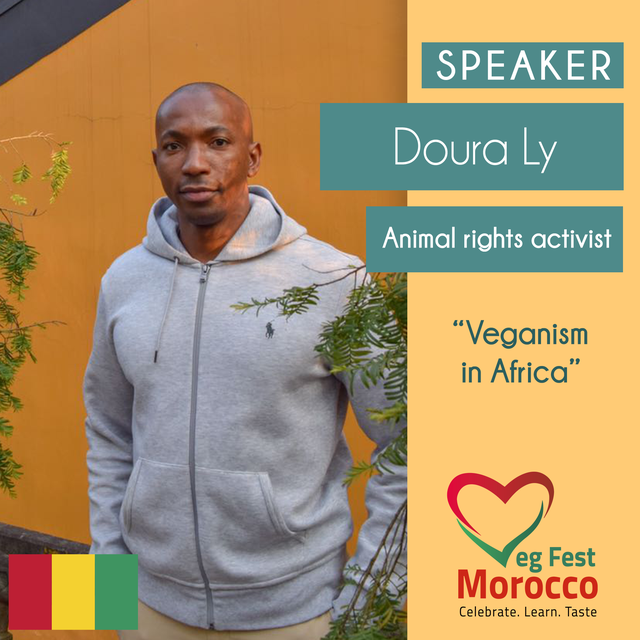 SPEAKER
Doura Ly
Animal rights activist
“Veganism
in Africa”
Veg Fest
Morocco
Celebrate. Learn. Taste